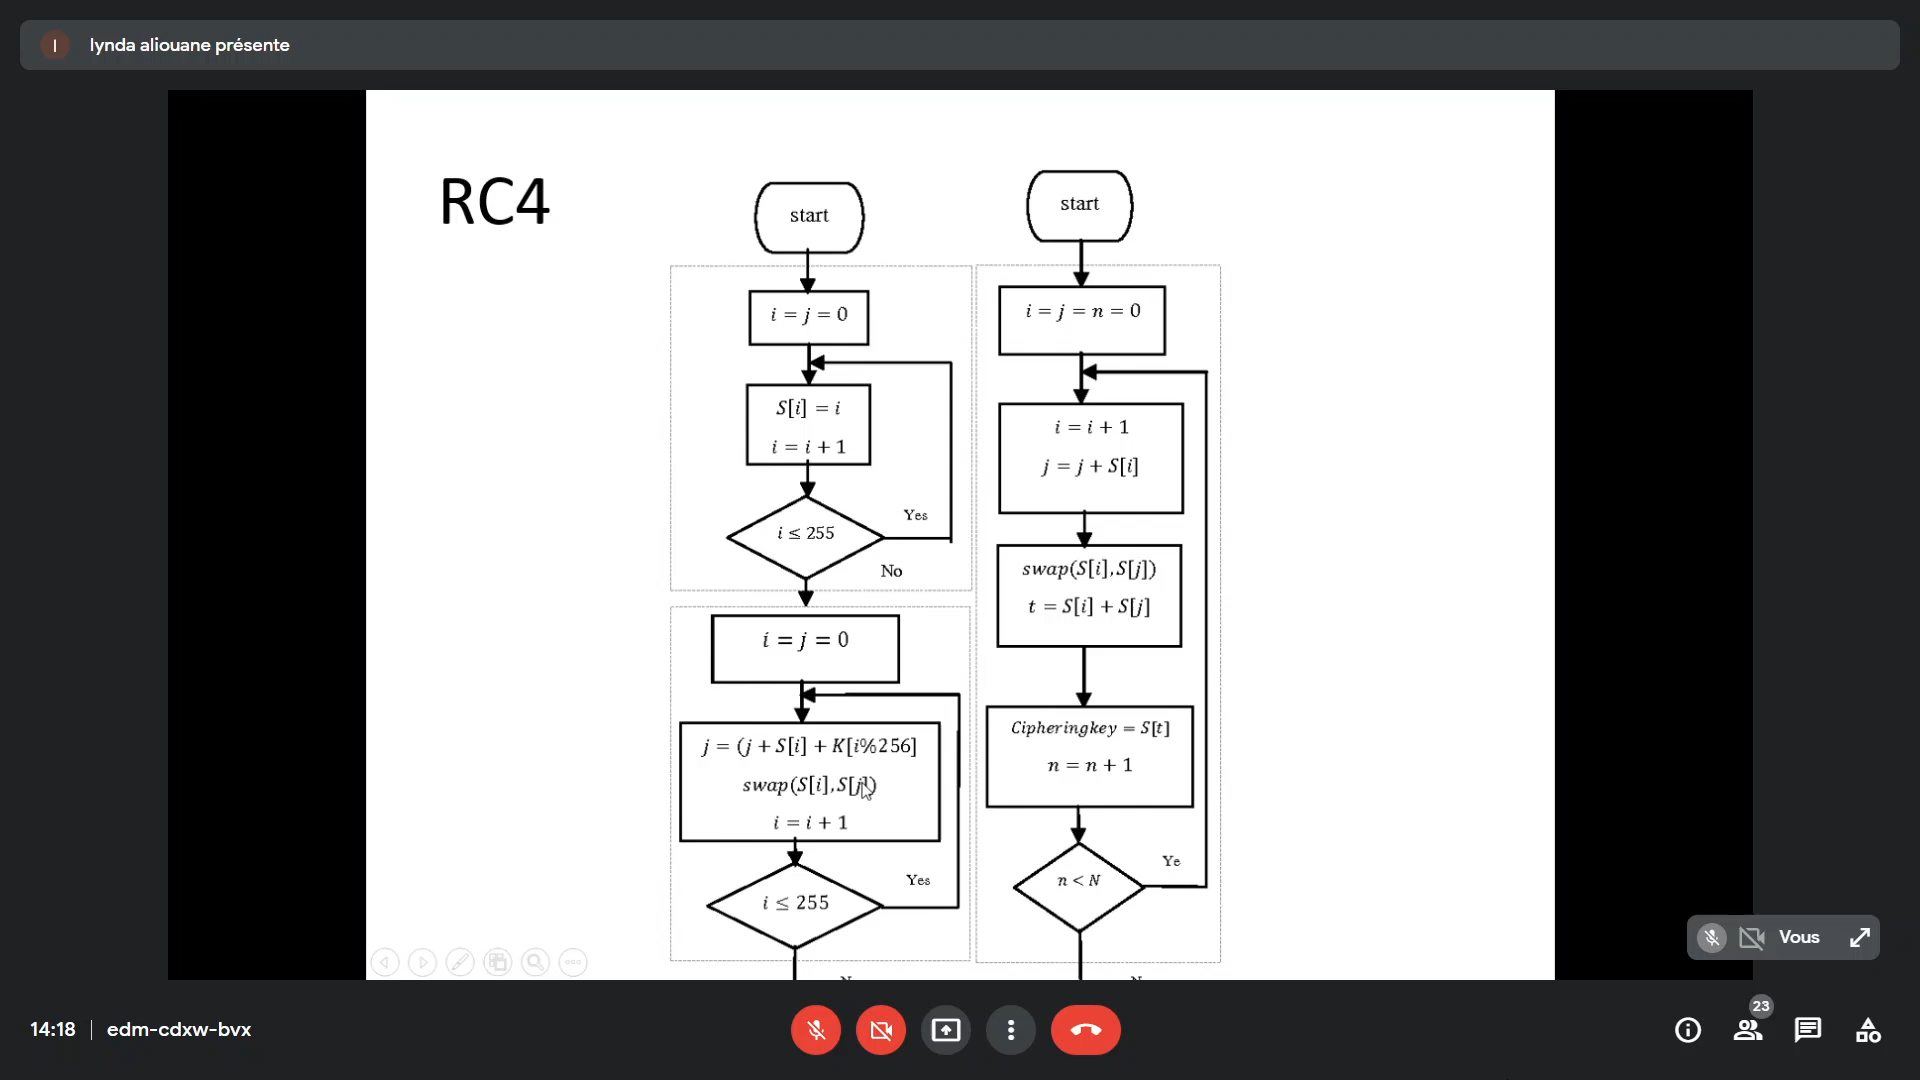 l
lynda aliouane présente
RC4
start
i = j = 0
S[i] = i
i = i + 1
i ≤ 255
Yes
No
i = j = 0
j = (j + S[i] + K[i%256]
swap(S[i],S[j])
i = i + 1
i ≤ 255
Yes
start
i = j = n = 0
i = i + 1
j = j + S[i]
swap(S[i],S[j])
t = S[i] + S[j]
Cipheringkey = S[t]
n = n + 1
n < N
Ye
Vous
14:18 | edm-cdxw-bvx
23